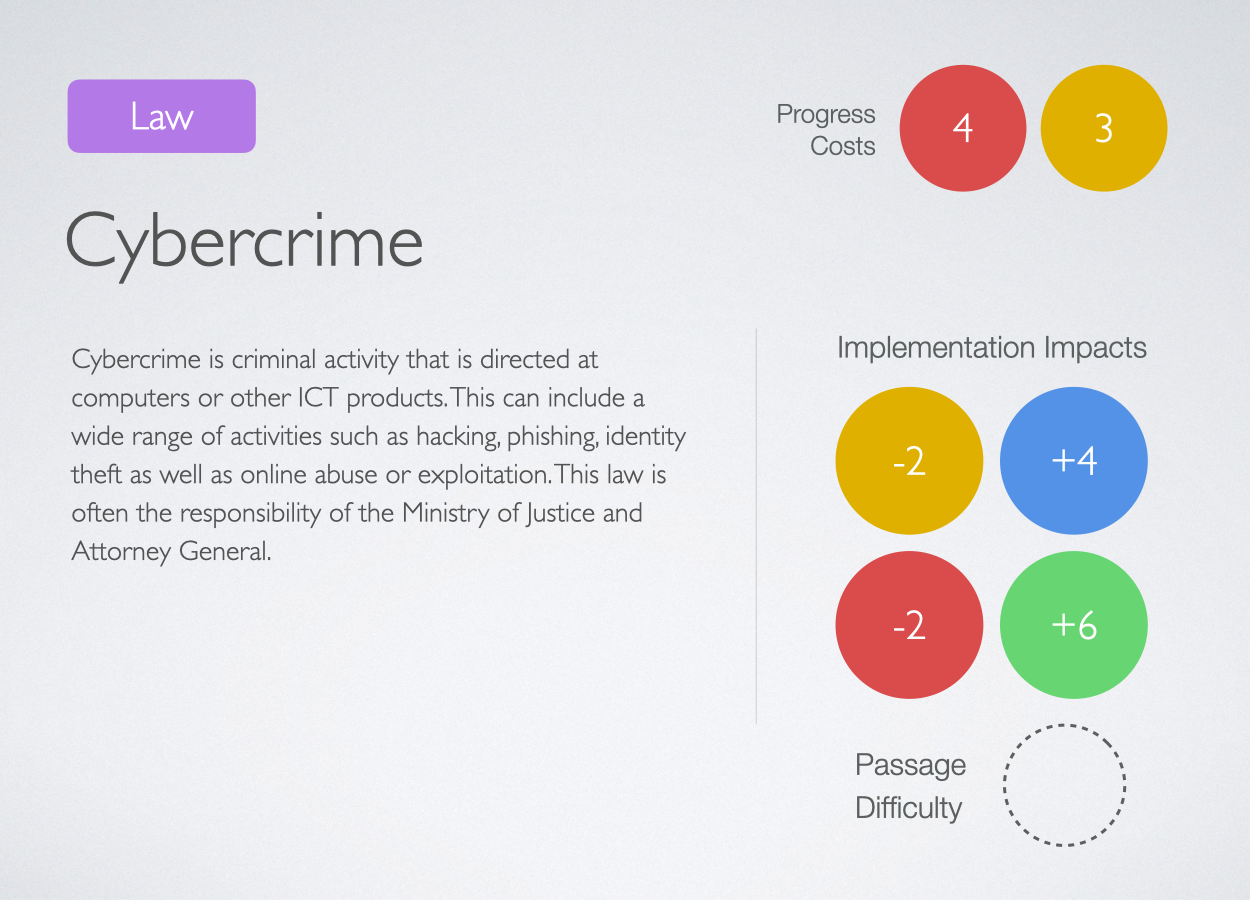 Law
Progress
Costs
4
3
Cybercrime
Cybercrime is criminal activity that is directed at
computers or other ICT products. This can include a
wide range of activities such as hacking, phishing, identity
theft as well as online abuse or exploitation. This law is
often the responsibility of the Ministry of Justice and
Attorney General.
Implementation Impacts
-2
+4
-2
+6
Passage
Difficulty